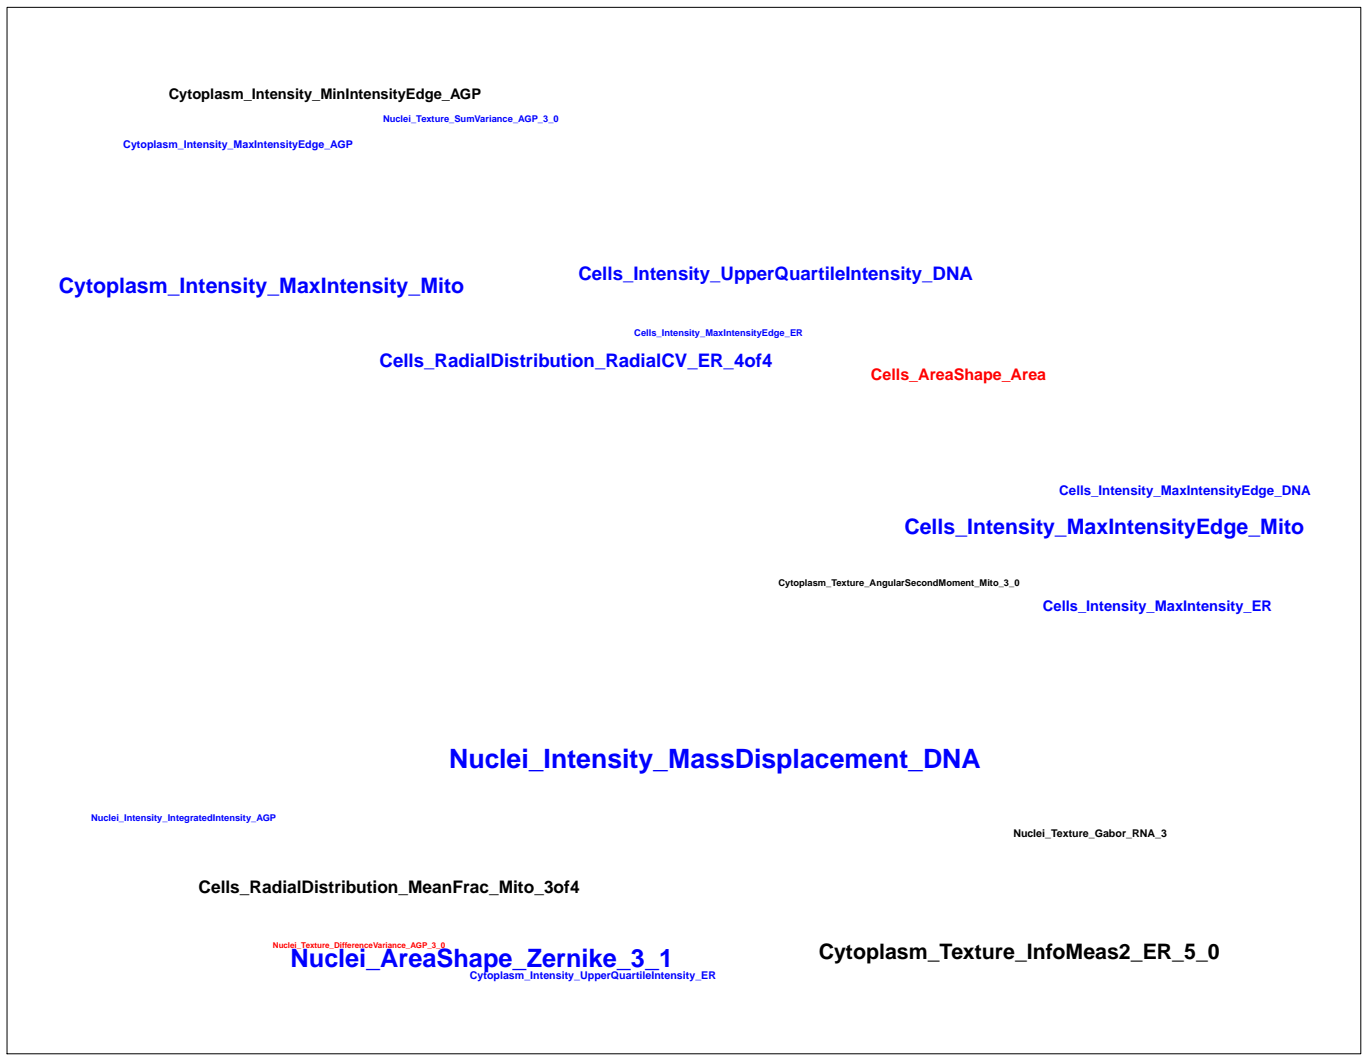 Cytoplasm_Intensity_MinIntensityEdge_AGP
Nuclei_Texture_SumVariance_AGP_3_0
Cytoplasm_Intensity_MaxIntensityEdge_AGP
Cells_Intensity_UpperQuartileIntensity_DNA
Cytoplasm_Intensity_MaxIntensity_Mito
Cells_Intensity_MaxIntensityEdge_ER
Cells_RadialDistribution_RadialCV_ER_4of4
Cells_AreaShape_Area
Cells_Intensity_MaxIntensityEdge_DNA
Cells_Intensity_MaxIntensityEdge_Mito
Cytoplasm_Texture_AngularSecondMoment_Mito_3_0
Cells_Intensity_MaxIntensity_ER
Nuclei_Intensity_MassDisplacement_DNA
Nuclei_Intensity_IntegratedIntensity_AGP
Nuclei_Texture_Gabor_RNA_3
Cells_RadialDistribution_MeanFrac_Mito_3of4
Nuclei_Texture_DifferenceVariance_AGP_3_0
Cytoplasm_Texture_InfoMeas2_ER_5_0
Nuclei_AreaShape_Zernike_3_1
Cytoplasm_Intensity_UpperQuartileIntensity_ER